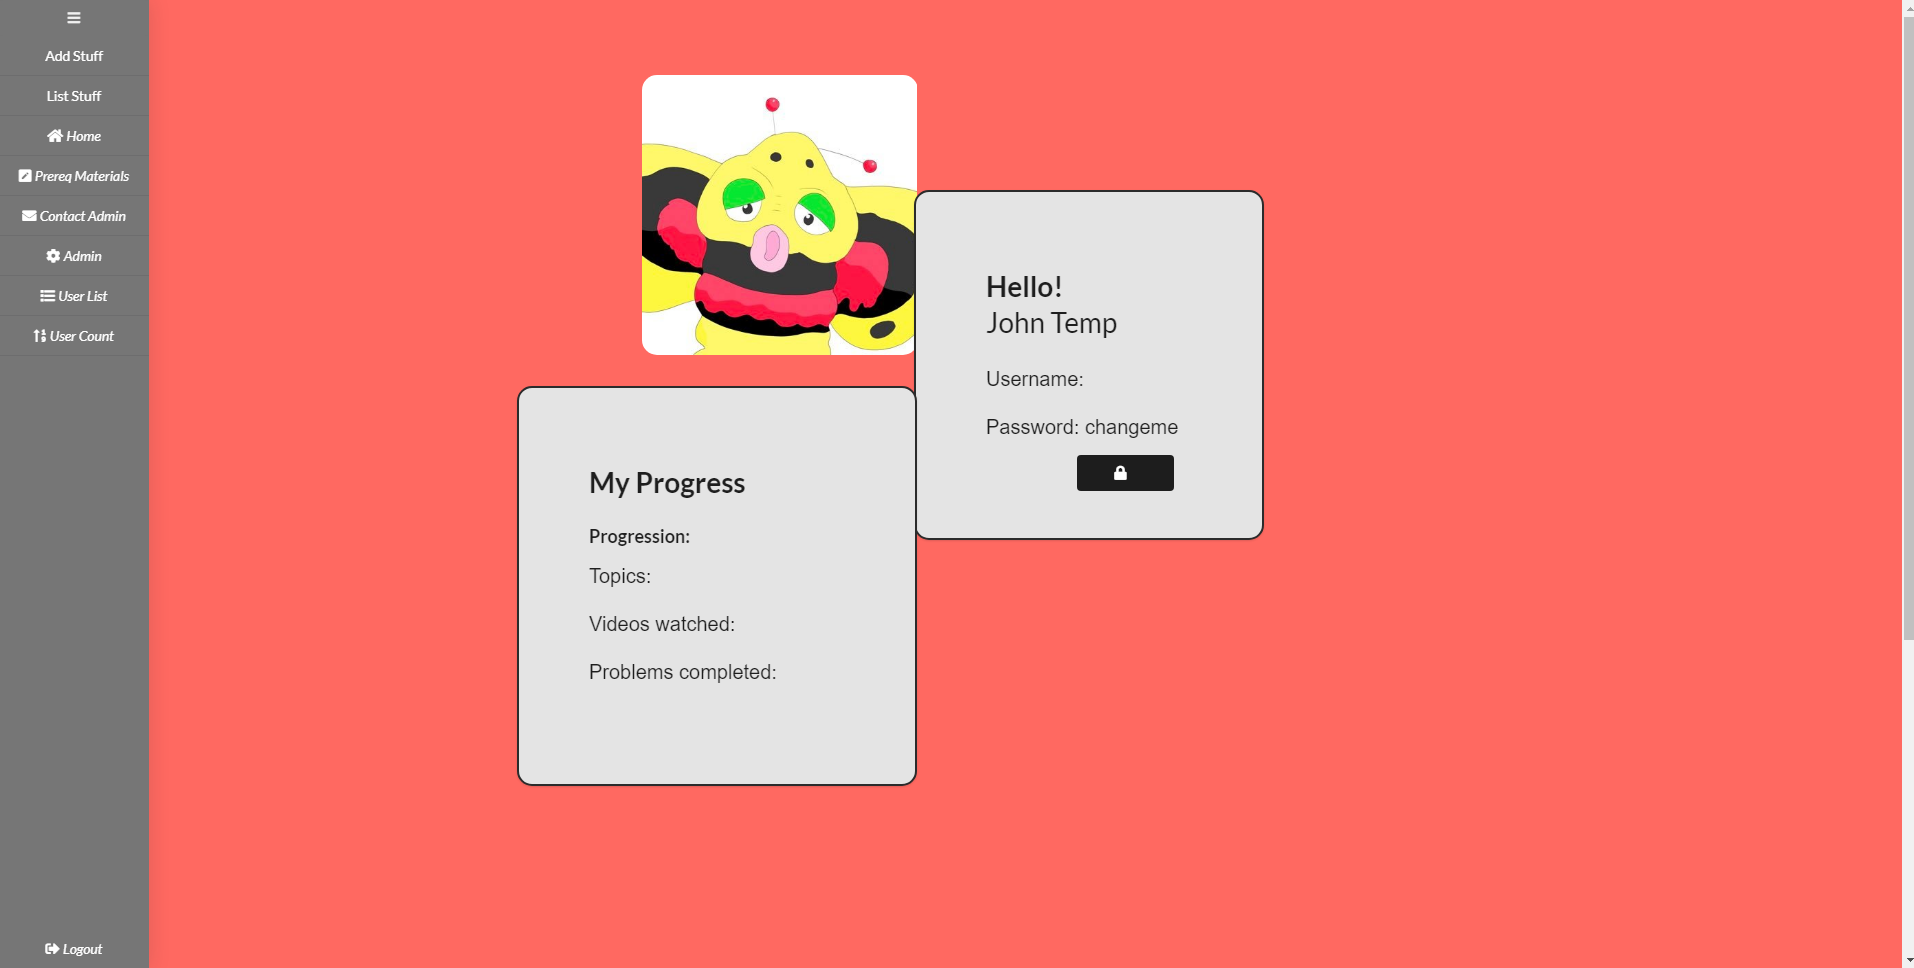 Add Stuff
List Stuff
Home
Prereq Materials
Contact Admin
Admin
User List
User Count
Logout
Hello!
John Temp
Username:
Password: changeme
My Progress
Progression:
Topics:
Videos watched:
Problems completed: